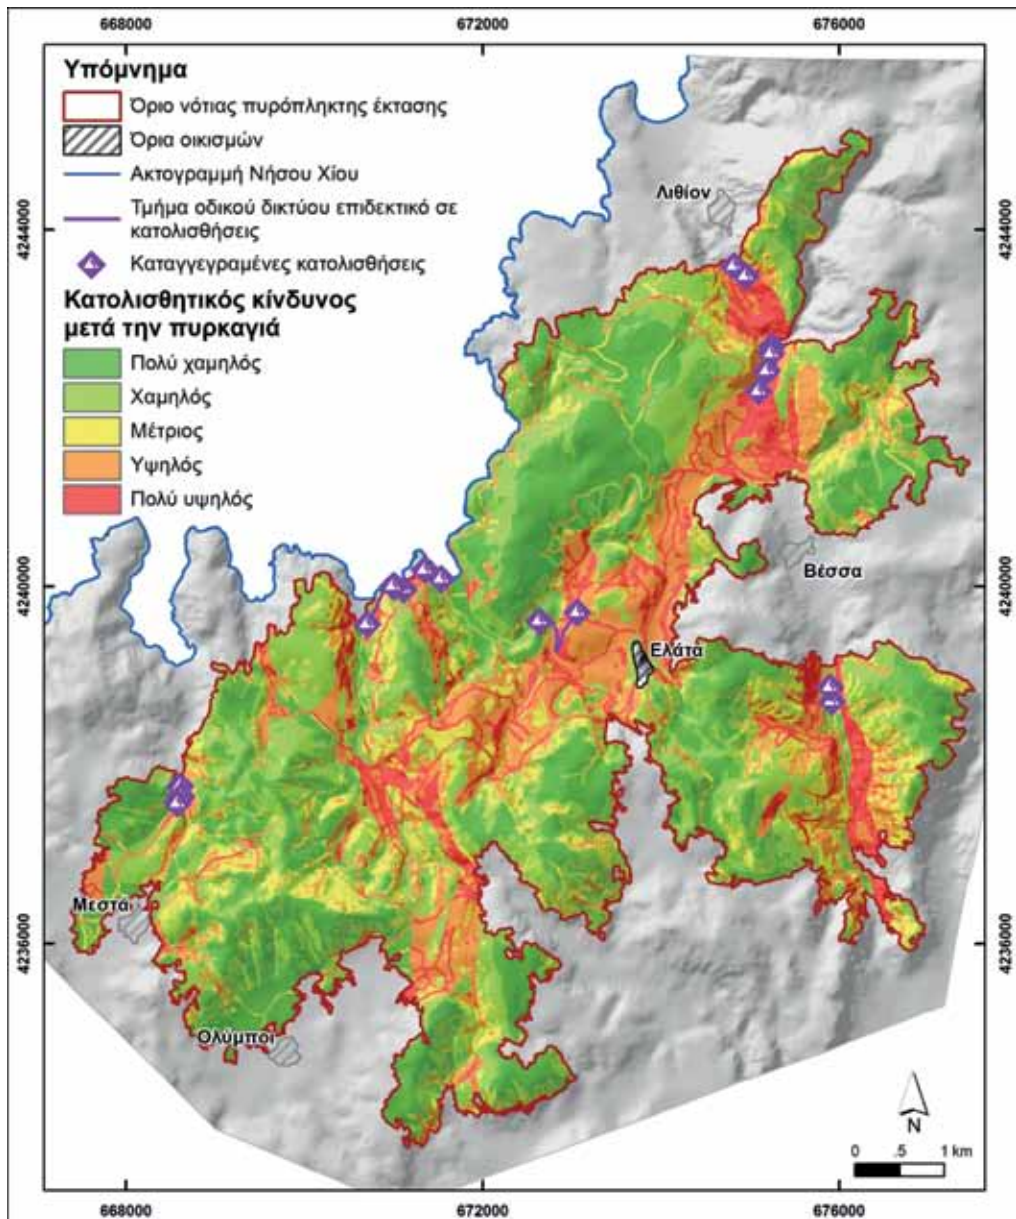 668000 672000 676000
Υπόμνημα
Όριο νότιας πυρόπληκτης έκτασης
Όρια οικισμών
Ακτογραμμή Νήσου Χίου
Τμήμα οδικού δικτύου επιδεκτικό σε
κατολισθήσεις
Καταγγεγραμένες κατολισθήσεις
Κατολισθητικός κίνδυνος
μετά την πυρκαγιά
Πολύ χαμηλός
Χαμηλός
Μέτριος
Υψηλός
Πολύ υψηλός
Λιθίον
4244000 4244000
Βέσσα
4240000 4240000
Ελάτα
Μεστά
4236000 4236000
Ολύμποι
N
0 .5 1 km
668000 672000 676000